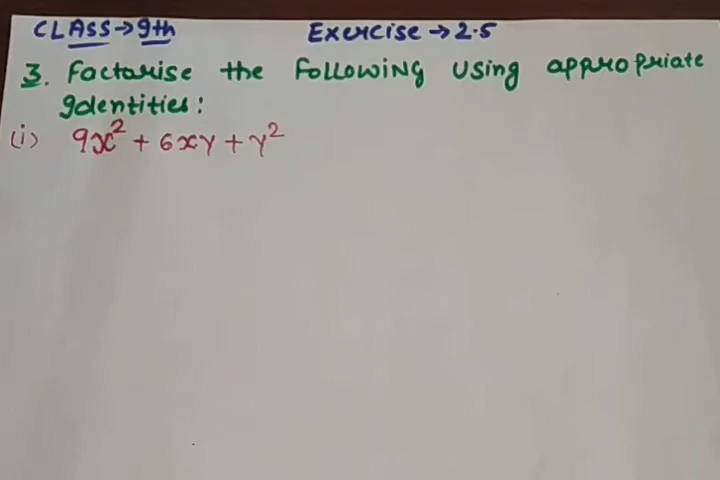 CLASS→9th Exercise→2.5
3. Factorise the Following Using appropriate
Identities:
(i) 9x² + 6xy + y²